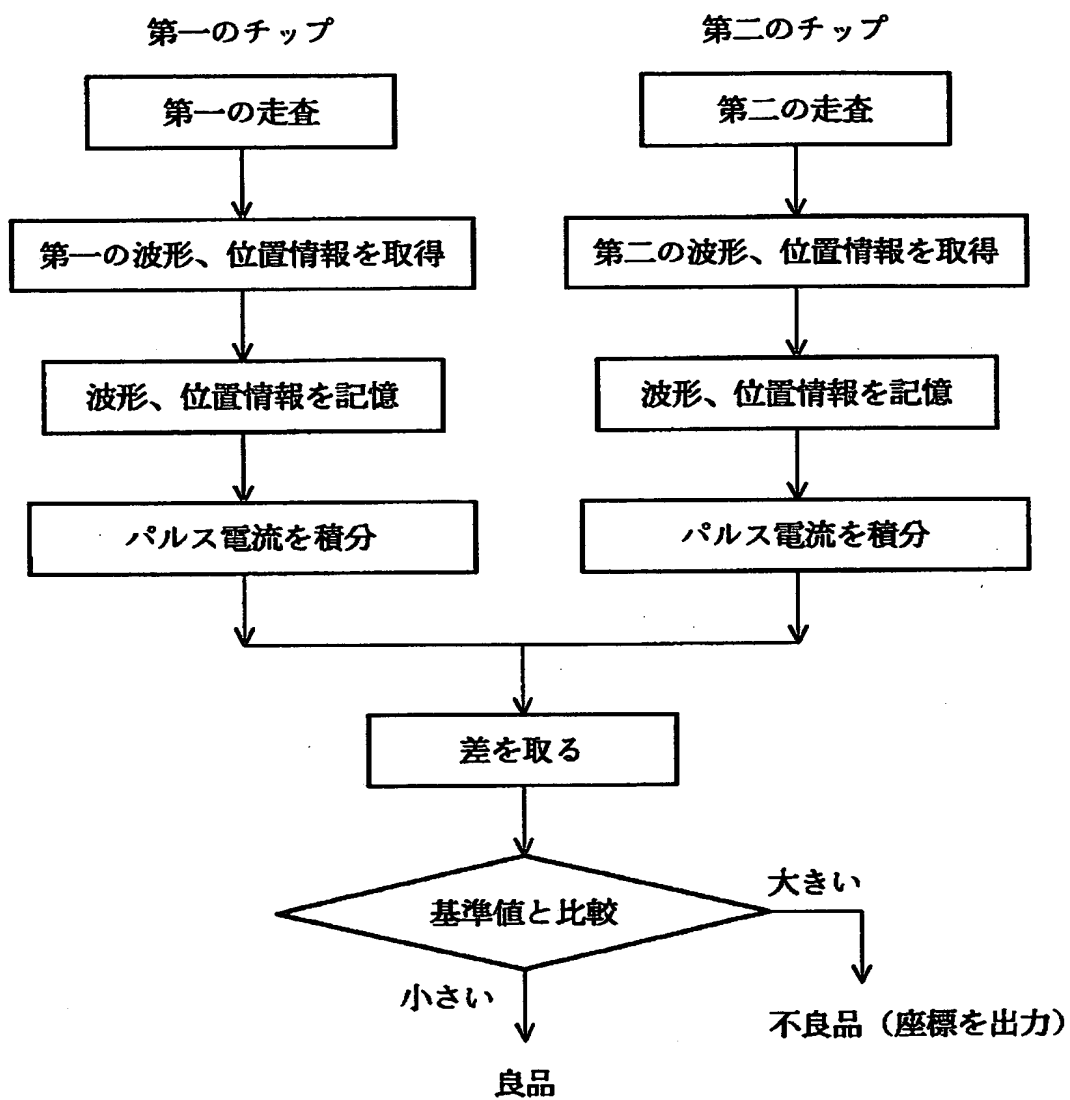 第一のチップ
第一の走査
第一の波形、位置情報を取得
波形、位置情報を記憶
パルス電流を積分
第二のチップ
第二の走査
第二の波形、位置情報を取得
波形、位置情報を記憶
パルス電流を積分
差を取る
基準値と比較
大きい
不良品（座標を出力）
小さい
良品